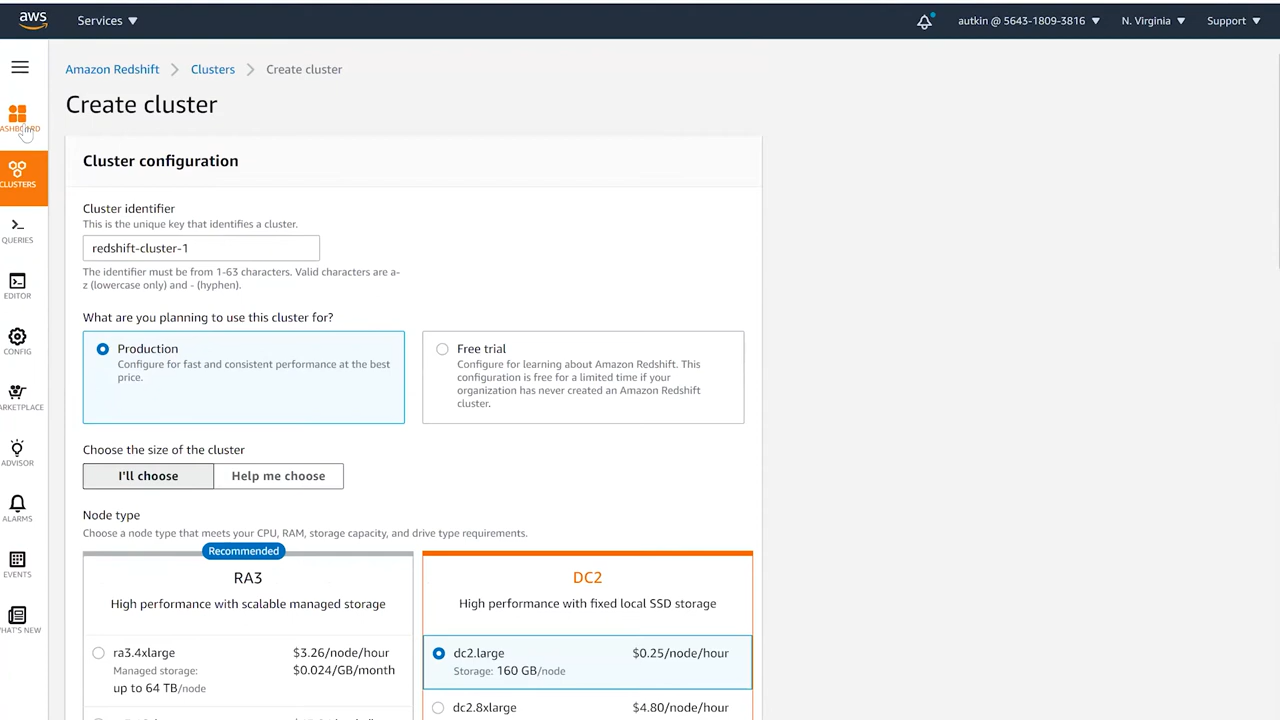 aws
Services
autkin @ 5643-1809-3816
N. Virginia
Support
Amazon Redshift
Clusters
Create cluster
Create cluster
ASHBOARD
CLUSTERS
QUERIES
EDITOR
CONFIG
ARKETPLACE
ADVISOR
ALARMS
EVENTS
HAT'S NEW
Cluster configuration
Cluster identifier
This is the unique key that identifies a cluster.
redshift-cluster-1
The identifier must be from 1-63 characters. Valid characters are a-
z (lowercase only) and - (hyphen).
What are you planning to use this cluster for?
Production
Configure for fast and consistent performance at the best
price.
Free trial
Configure for learning about Amazon Redshift. This
configuration is free for a limited time if your
organization has never created an Amazon Redshift
cluster.
Choose the size of the cluster
I'll choose
Help me choose
Node type
Choose a node type that meets your CPU, RAM, storage capacity, and drive type requirements.
Recommended
RA3
High performance with scalable managed storage
ra3.4xlarge
$3.26/node/hour
Managed storage:
$0.024/GB/month
up to 64 TB/node
DC2
High performance with fixed local SSD storage
dc2.large
$0.25/node/hour
Storage: 160 GB/node
dc2.8xlarge
$4.80/node/hour